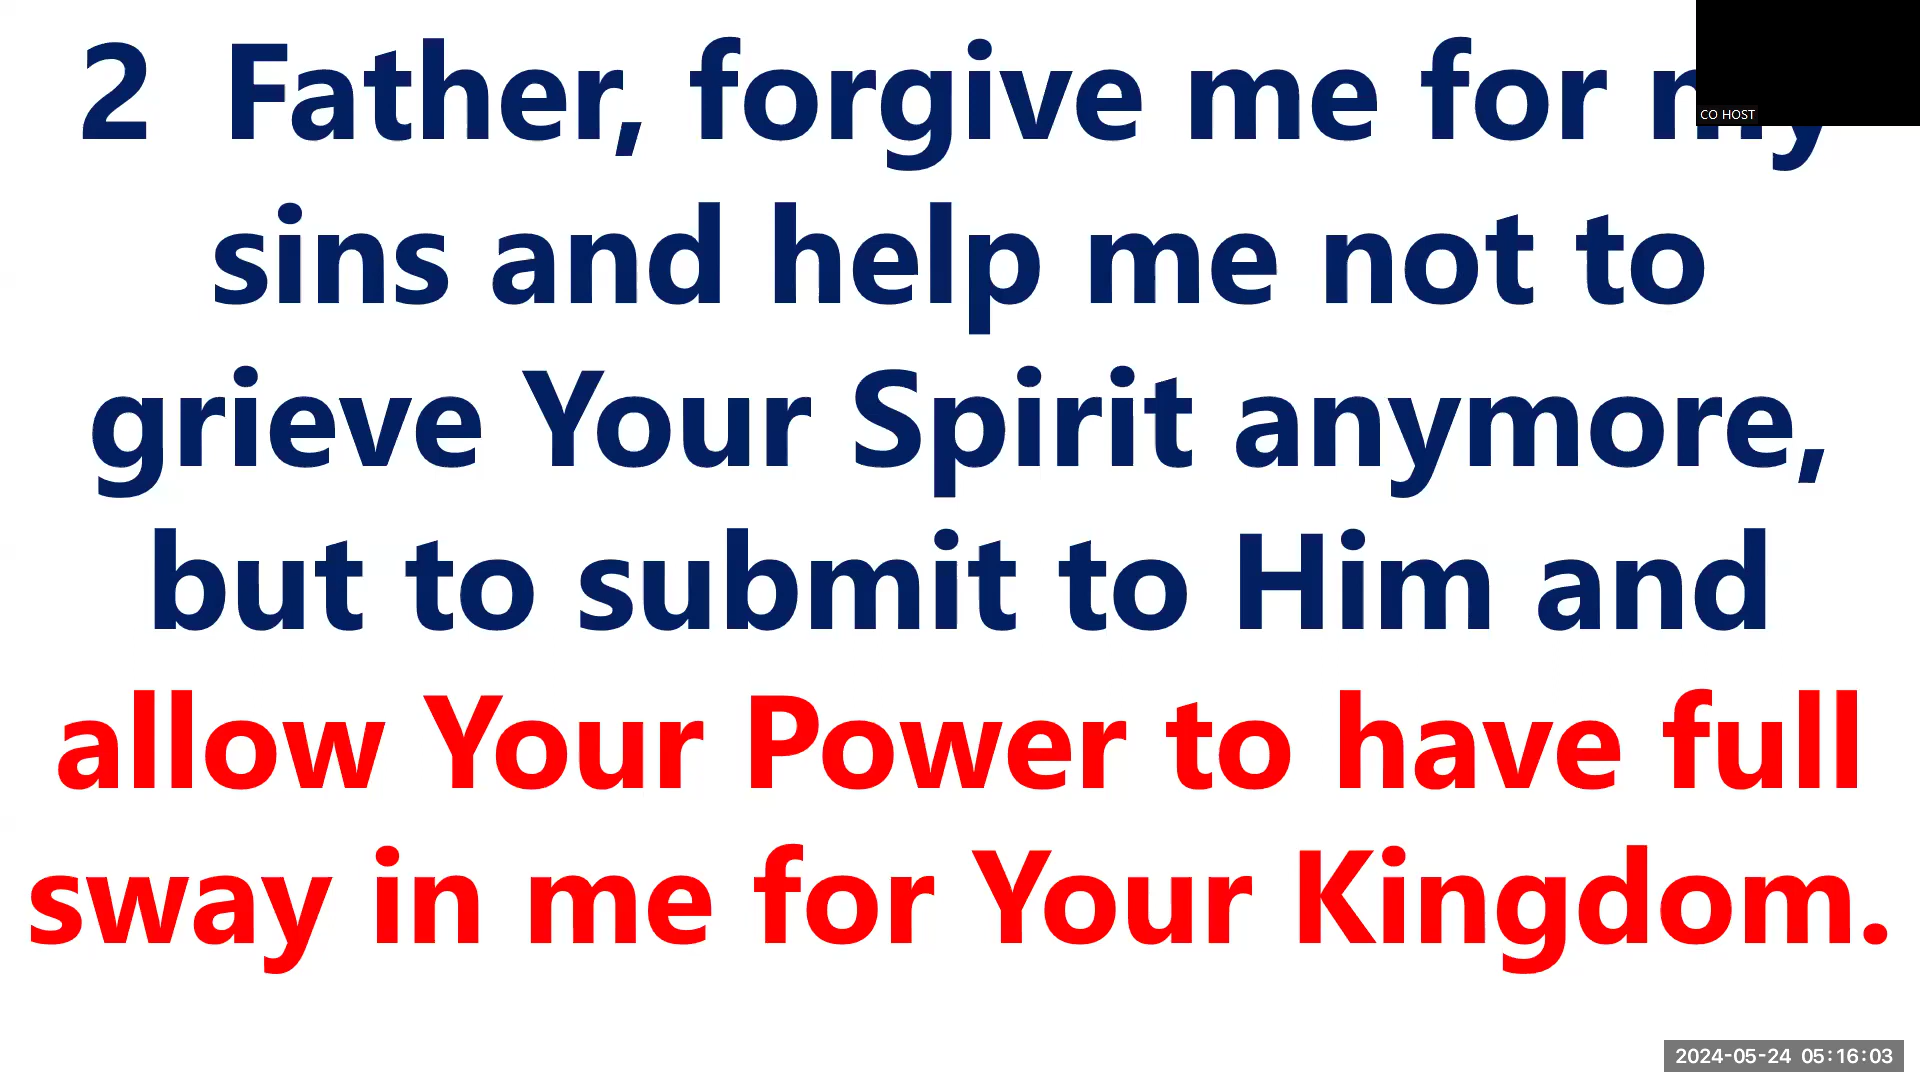 2 Father, forgive me for my
CO HOST
sins and help me not to
grieve Your Spirit anymore,
but to submit to Him and
allow Your Power to have full
sway in me for Your Kingdom.
2024-05-24 05:16:03